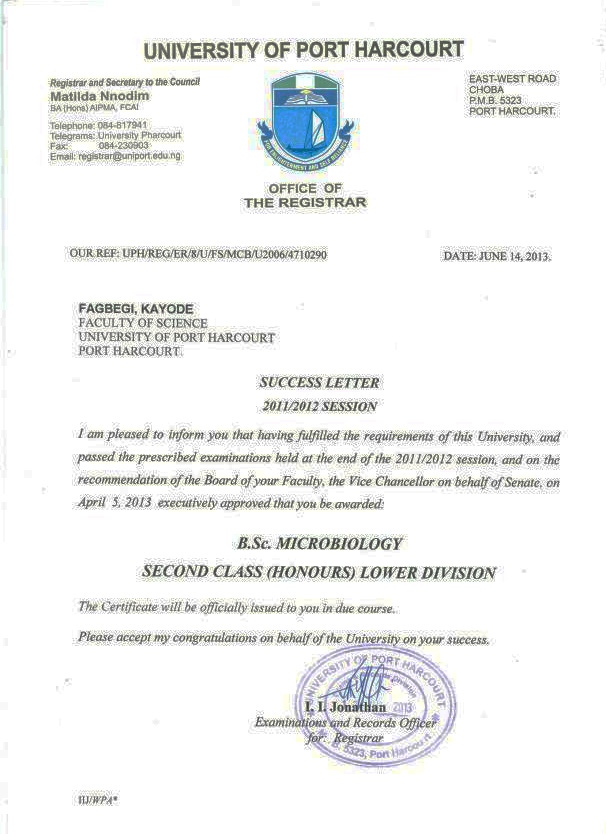 UNIVERSITY OF PORT HARCOURT
Registrar and Secretary to the Council
Matilda Nnodim
BA (Hons) AIPMA, FCAI
Telephone: 084-817941
Telegrams: University Pharcourt
Fax: 084-230903
Email: registrar@uniport.edu.ng
EAST-WEST ROAD
CHOBA
P.M.B. 5323
PORT HARCOURT.
FOR ENLIGHTENMENT AND SELF RELIANCE
OFFICE OF
THE REGISTRAR
OUR REF: UPH/REG/ER/8/U/FS/MCB/U2006/4710290
DATE: JUNE 14, 2013.
FAGBEGI, KAYODE
FACULTY OF SCIENCE
UNIVERSITY OF PORT HARCOURT
PORT HARCOURT.
SUCCESS LETTER
2011/2012 SESSION
I am pleased to inform you that having fulfilled the requirements of this University, and
passed the prescribed examinations held at the end of the 2011/2012 session, and on the
recommendation of the Board of your Faculty, the Vice Chancellor on behalf of Senate, on
April 5, 2013 executively approved that you be awarded:
B.Sc. MICROBIOLOGY
SECOND CLASS (HONOURS) LOWER DIVISION
The Certificate will be officially issued to you in due course.
Please accept my congratulations on behalf of the University on your success.
UNIVERSITY OF PORT HARCOURT
Division
2013
B. 5323, Port Harcourt
I. I. Jonathan
Examinations and Records Officer
for: Registrar
IIJ/WPA*